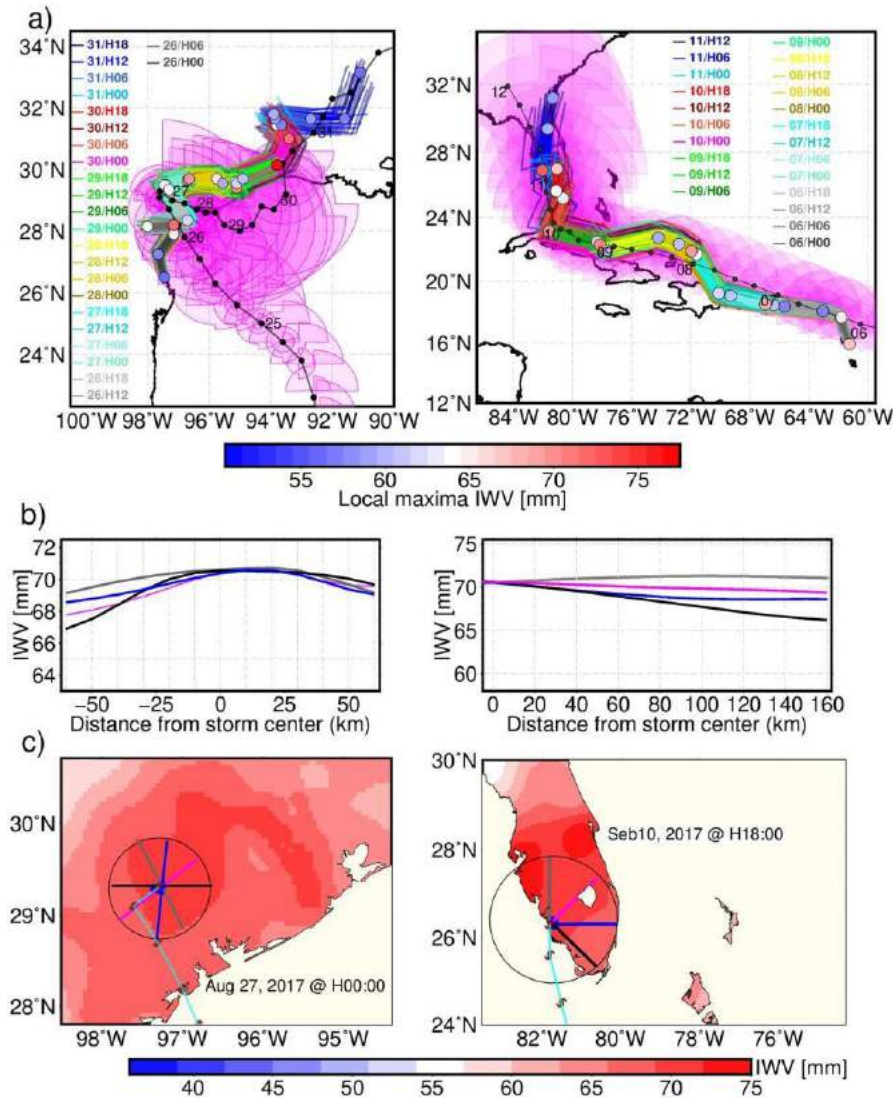 a)
34°N
32°N
30°N
28°N
26°N
24°N
31/H18
31/H12
31/H06
31/H00
30/H18
30/H12
30/H06
30/H00
29/H18
29/H12
29/H06
29/H00
28/H18
28/H12
28/H06
28/H00
27/H18
27/H12
27/H06
27/H00
26/H18
26/H12
26/H06
26/H00
31
30
29
28
27
26
25
100°W 98°W 96°W 94°W 92°W 90°W
32°N
28°N
24°N
20°N
16°N
12°N
11/H12
11/H06
11/H00
10/H18
10/H12
10/H06
09/H18
09/H12
09/H06
09/H00
08/H18
08/H12
08/H06
08/H00
07/H18
07/H12
07/H06
07/H00
06/H18
06/H12
06/H06
06/H00
12
10
09
08
07
06
84°W 80°W 76°W 72°W 68°W 64°W 60°W
55 60 65 70 75
Local maxima IWV [mm]
b)
IWV [mm]
72
70
68
66
64
−50 −25 0 25 50
Distance from storm center (km)
IWV [mm]
75
70
65
60
0 20 40 60 80 100 120 140 160
Distance from storm center (km)
c)
30°N
29°N
28°N
Aug 27, 2017 @ H00:00
98°W 97°W 96°W 95°W
30°N
28°N
26°N
24°N
Seb10, 2017 @ H18:00
82°W 80°W 78°W 76°W
IWV [mm]
40 45 50 55 60 65 70 75